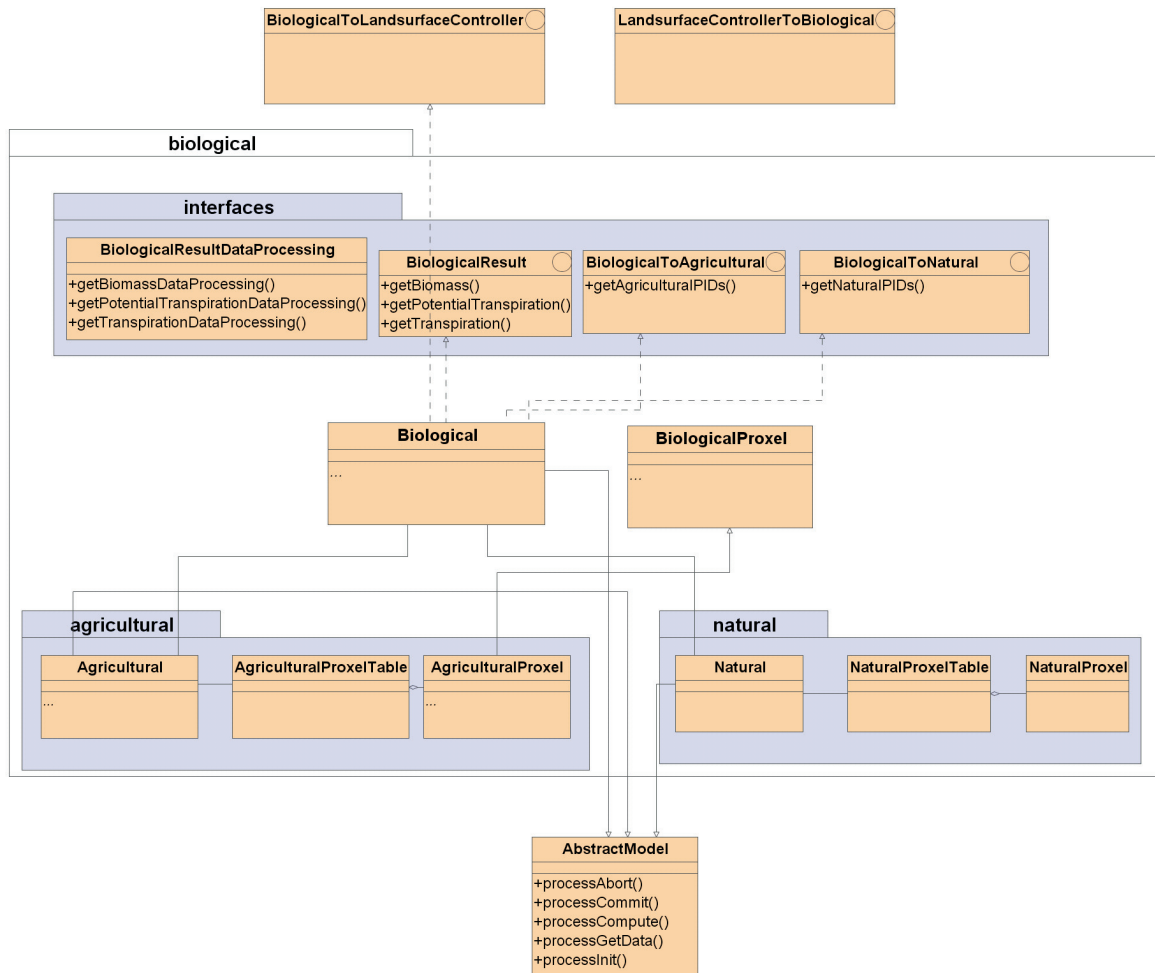 BiologicalToLandsurfaceController
LandsurfaceControllerToBiological
biological
interfaces
BiologicalResultDataProcessing
+getBiomassDataProcessing()
+getPotentialTranspirationDataProcessing()
+getTranspirationDataProcessing()
BiologicalResult
+getBiomass()
+getPotentialTranspiration()
+getTranspiration()
BiologicalToAgricultural
+getAgriculturalPIDs()
BiologicalToNatural
+getNaturalPIDs()
Biological
...
BiologicalProxel
...
agricultural
Agricultural
...
AgriculturalProxelTable
AgriculturalProxel
...
natural
Natural
NaturalProxelTable
NaturalProxel
AbstractModel
+processAbort()
+processCommit()
+processCompute()
+processGetData()
+processInit()